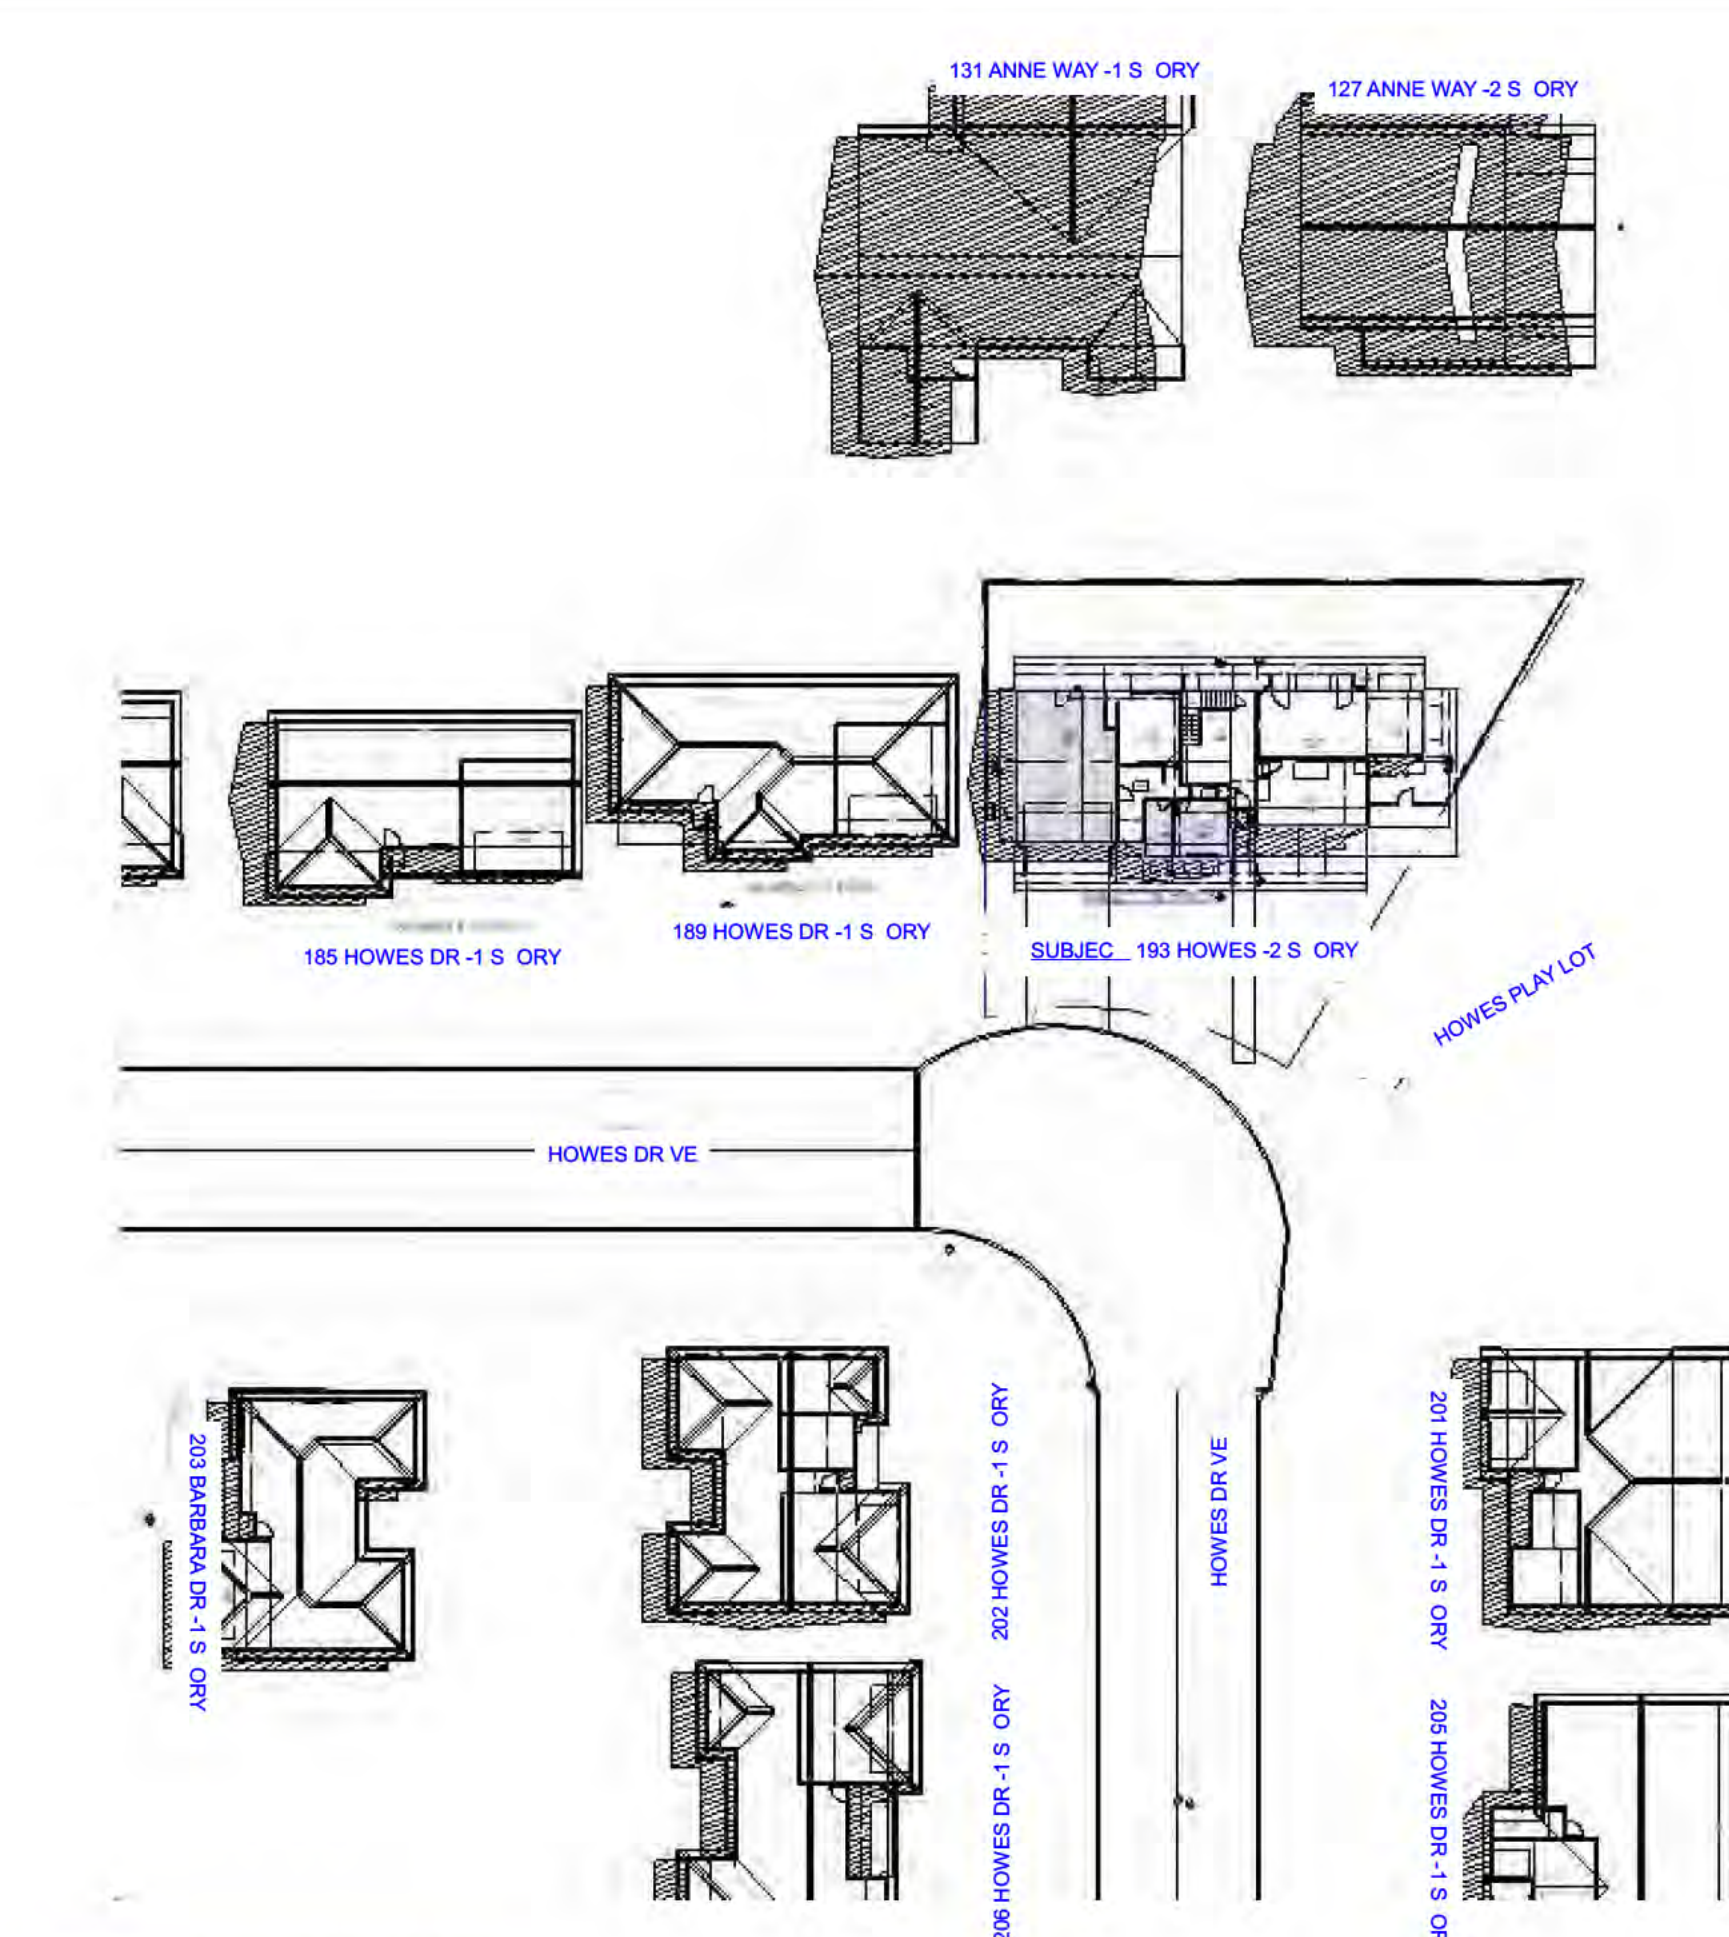 131 ANNE WAY -1 S ORY
127 ANNE WAY -2 S ORY
185 HOWES DR -1 S ORY
189 HOWES DR -1 S ORY
SUBJEC 193 HOWES -2 S ORY
HOWES PLAY LOT
HOWES DR VE
203 BARBARA DR -1 S ORY
202 HOWES DR -1 S ORY
HOWES DR VE
201 HOWES DR -1 S ORY
206 HOWES DR -1 S ORY
205 HOWES DR -1 S OR